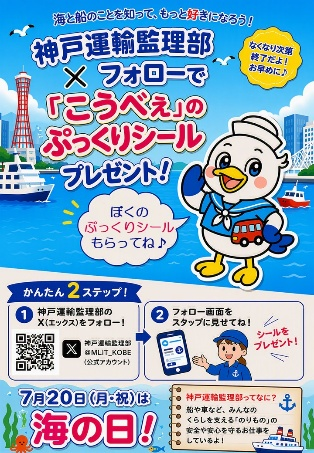 海と船のことを知って、もっと好きになろう！
神戸運輸監理部
×フォローで
「こうべぇ」の
ぷっくりシール
プレゼント！
なくなり次第
終了だよ！
お早めに♪
ぼくの
ぷっくりシール
もらってね♪
かんたん2ステップ！
1 神戸運輸監理部の
X（エックス）をフォロー！
X 神戸運輸監理部
@MLIT_KOBE
（公式アカウント）
2 フォロー画面を
スタッフに見せてね！
シールを
プレゼント！
7月20日（月・祝）は
海の日！
神戸運輸監理部ってなに？
船や車など、みんなの
くらしを支える「のりもの」の
安全や安心を守るお仕事を
しているよ！